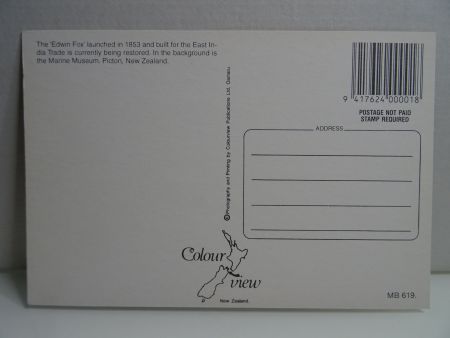 The 'Edwin Fox' launched in 1853 and built for the East In-
dia Trade is currently being restored. In the background is
the Marine Museum. Picton, New Zealand.
9 417624 000018
POSTAGE NOT PAID
STAMP REQUIRED
ADDRESS
©Photography and Printing by Colourview Publications Ltd. Oamaru
Colour
view
New Zealand.
MB 619.